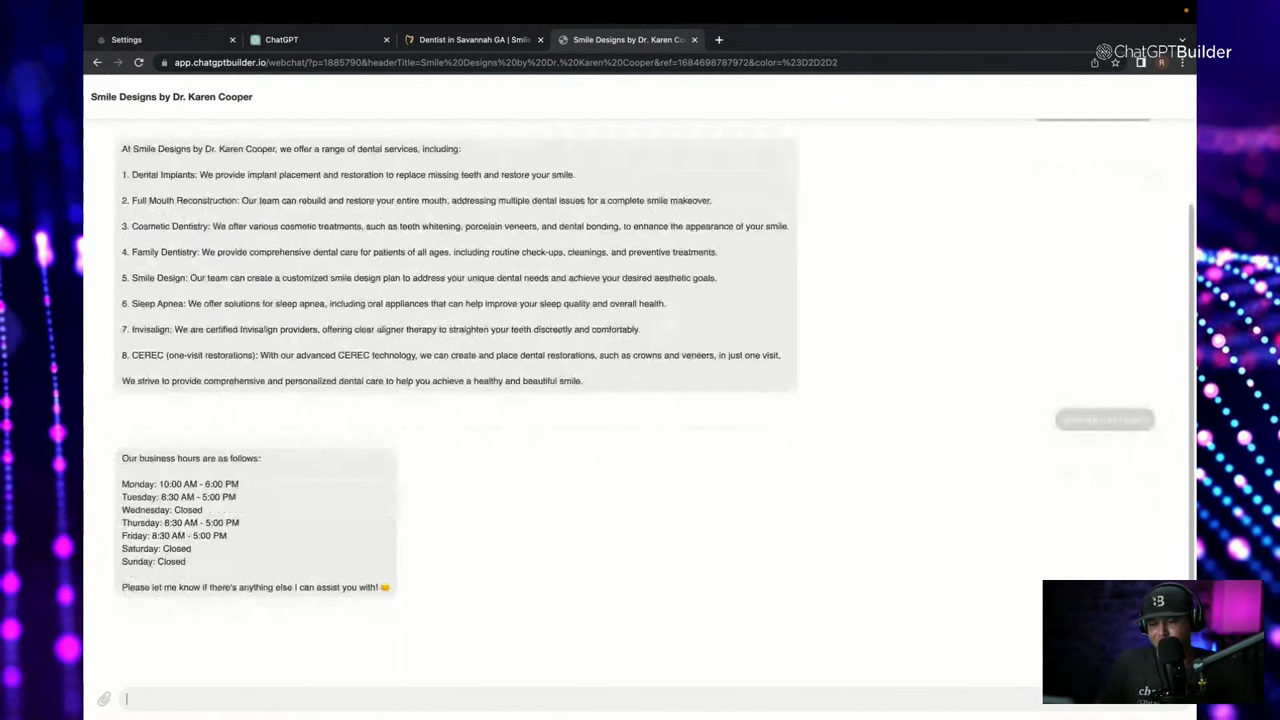 Settings
ChatGPT
Dentist in Savannah GA | Smile
Smile Designs by Dr. Karen Co
app.chatgptbuilder.io/webchat/?p=1885790&headerTitle=Smile%20Designs%20by%20Dr.%20Karen%20Cooper&ref=1684698787972&color=%23D2D2D2
R
ChatGPTBuilder
Smile Designs by Dr. Karen Cooper
At Smile Designs by Dr. Karen Cooper, we offer a range of dental services, including:
1. Dental Implants: We provide implant placement and restoration to replace missing teeth and restore your smile.
2. Full Mouth Reconstruction: Our team can rebuild and restore your entire mouth, addressing multiple dental issues for a complete smile makeover.
3. Cosmetic Dentistry: We offer various cosmetic treatments, such as teeth whitening, porcelain veneers, and dental bonding, to enhance the appearance of your smile.
4. Family Dentistry: We provide comprehensive dental care for patients of all ages, including routine check-ups, cleanings, and preventive treatments.
5. Smile Design: Our team can create a customized smile design plan to address your unique dental needs and achieve your desired aesthetic goals.
6. Sleep Apnea: We offer solutions for sleep apnea, including oral appliances that can help improve your sleep quality and overall health.
7. Invisalign: We are certified Invisalign providers, offering clear aligner therapy to straighten your teeth discreetly and comfortably.
8. CEREC (one-visit restorations): With our advanced CEREC technology, we can create and place dental restorations, such as crowns and veneers, in just one visit.
We strive to provide comprehensive and personalized dental care to help you achieve a healthy and beautiful smile.
Our business hours are as follows:
Monday: 10:00 AM - 6:00 PM
Tuesday: 8:30 AM - 5:00 PM
Wednesday: Closed
Thursday: 8:30 AM - 5:00 PM
Friday: 8:30 AM - 5:00 PM
Saturday: Closed
Sunday: Closed
Please let me know if there's anything else I can assist you with! 😊